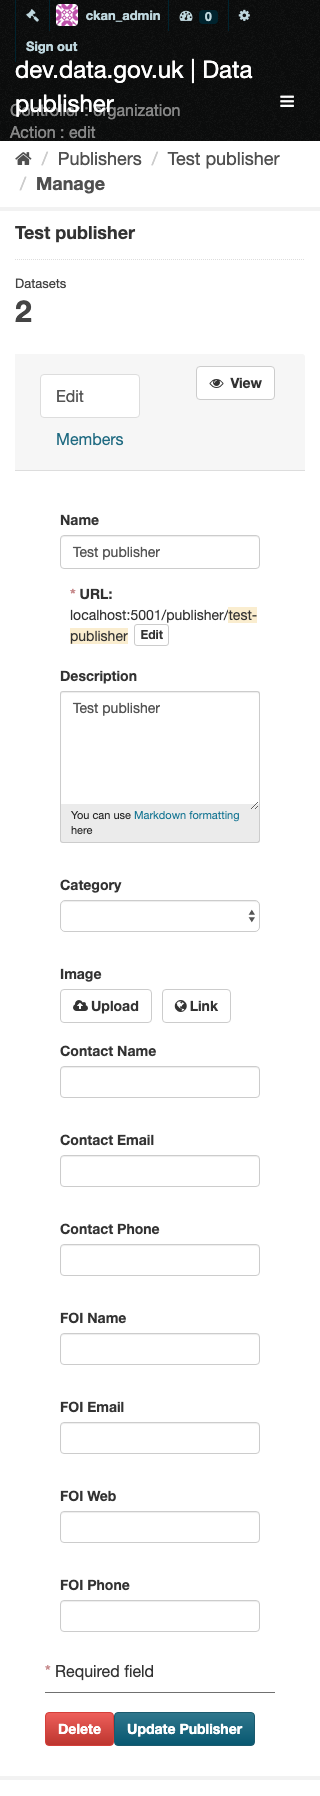 ckan_admin 0
Sign out
dev.data.gov.uk | Data
publisher
Controller : organization
Action : edit
/ Publishers / Test publisher
/ Manage
Test publisher
Datasets
2
View
Edit
Members
Name
Test publisher
* URL:
localhost:5001/publisher/test-
publisher Edit
Description
Test publisher
You can use Markdown formatting
here
Category
Image
Upload Link
Contact Name
Contact Email
Contact Phone
FOI Name
FOI Email
FOI Web
FOI Phone
* Required field
Delete Update Publisher